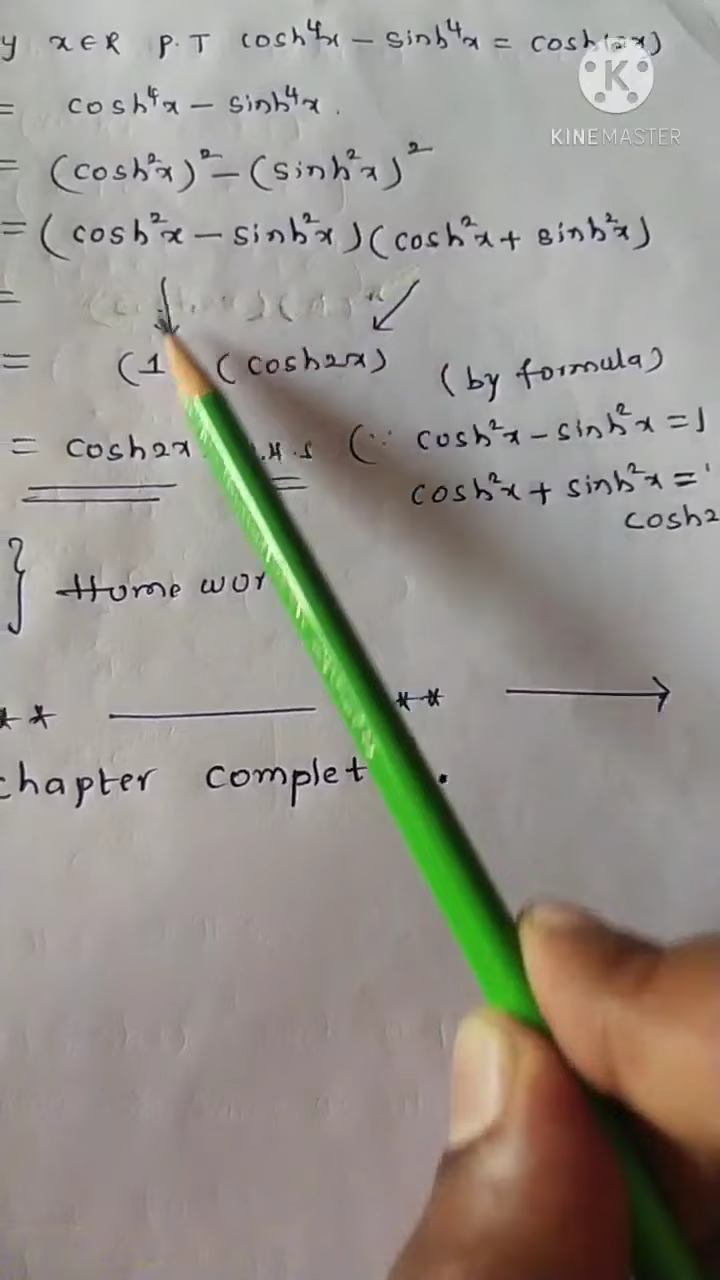 y x∈R P.T cosh⁴x − sinh⁴x = cosh(2x)
K
KINEMASTER
= cosh⁴x − sinh⁴x.
= (cosh²x)² − (sinh²x)²
= (cosh²x − sinh²x)(cosh²x + sinh²x)
=
= (1 (cosh2x) (by formula)
= cosh2x .H.S (∵ cosh²x − sinh²x = 1
cosh²x + sinh²x =
cosh2
} Home wor
** ——— ** →
chapter complet .